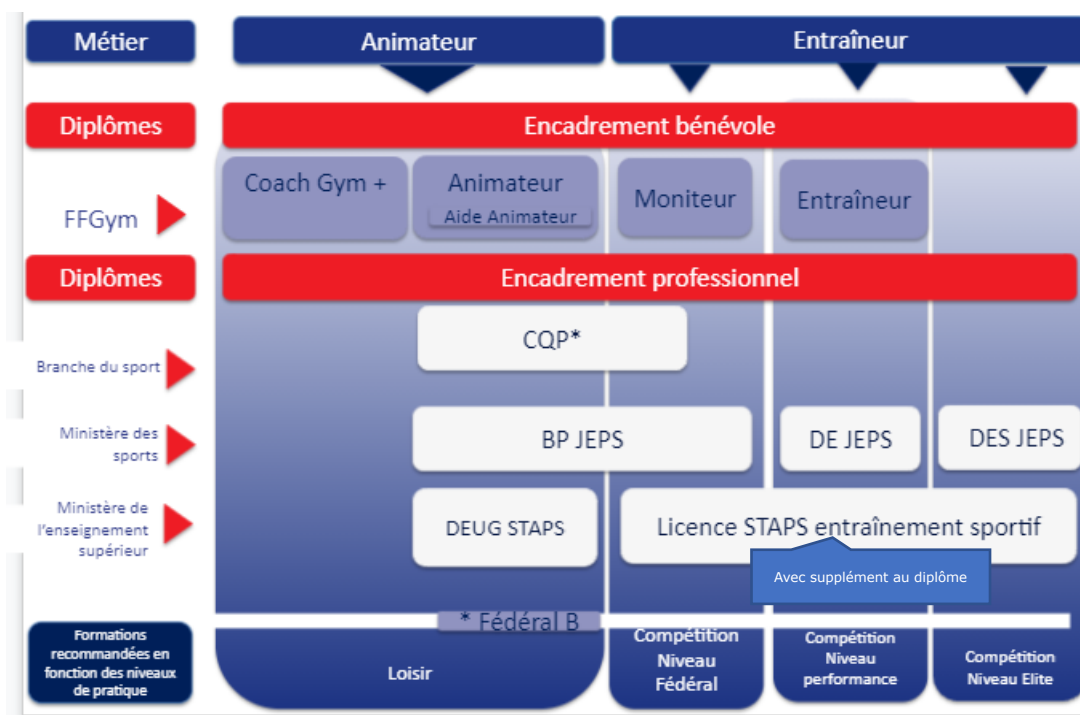 Métier
Animateur
Entraîneur
Diplômes
Encadrement bénévole
FFGym
Coach Gym +
Animateur
Aide Animateur
Moniteur
Entraîneur
Diplômes
Encadrement professionnel
Branche du sport
CQP*
Ministère des
sports
BP JEPS
DE JEPS
DES JEPS
Ministère de
l'enseignement
supérieur
DEUG STAPS
Licence STAPS entraînement sportif
Avec supplément au diplôme
* Fédéral B
Formations
recommandées en
fonction des niveaux
de pratique
Loisir
Compétition
Niveau
Fédéral
Compétition
Niveau
performance
Compétition
Niveau Elite